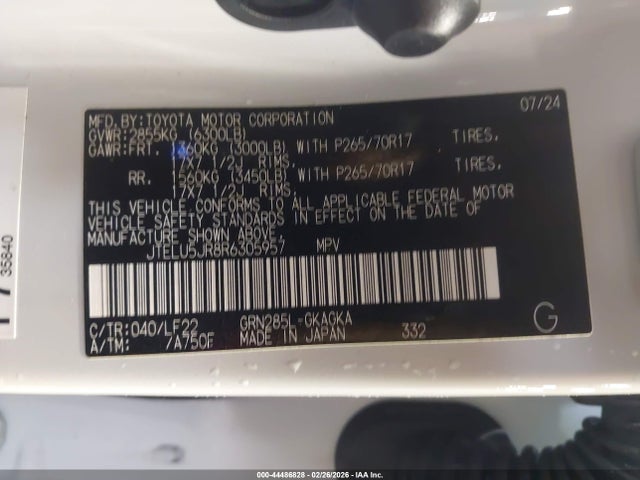 07/24
MFD.BY:TOYOTA MOTOR CORPORATION
GVWR:2855KG (6300LB)
GAWR:FRT. 1360KG (3000LB) WITH P265/70R17 TIRES,
17X7 1/2J RIMS,
RR. 1560KG (3450LB) WITH P265/70R17 TIRES,
17X7 1/2J RIMS.
THIS VEHICLE CONFORMS TO ALL APPLICABLE FEDERAL MOTOR
VEHICLE SAFETY STANDARDS IN EFFECT ON THE DATE OF
MANUFACTURE SHOWN ABOVE.
JTELU5JR8R6305957 MPV
C/TR:040/LF22 GRN285L-GKAGKA
A/TM: /A750F MADE IN JAPAN 332
G
35840
000-44486828 - 02/26/2026 - IAA Inc.